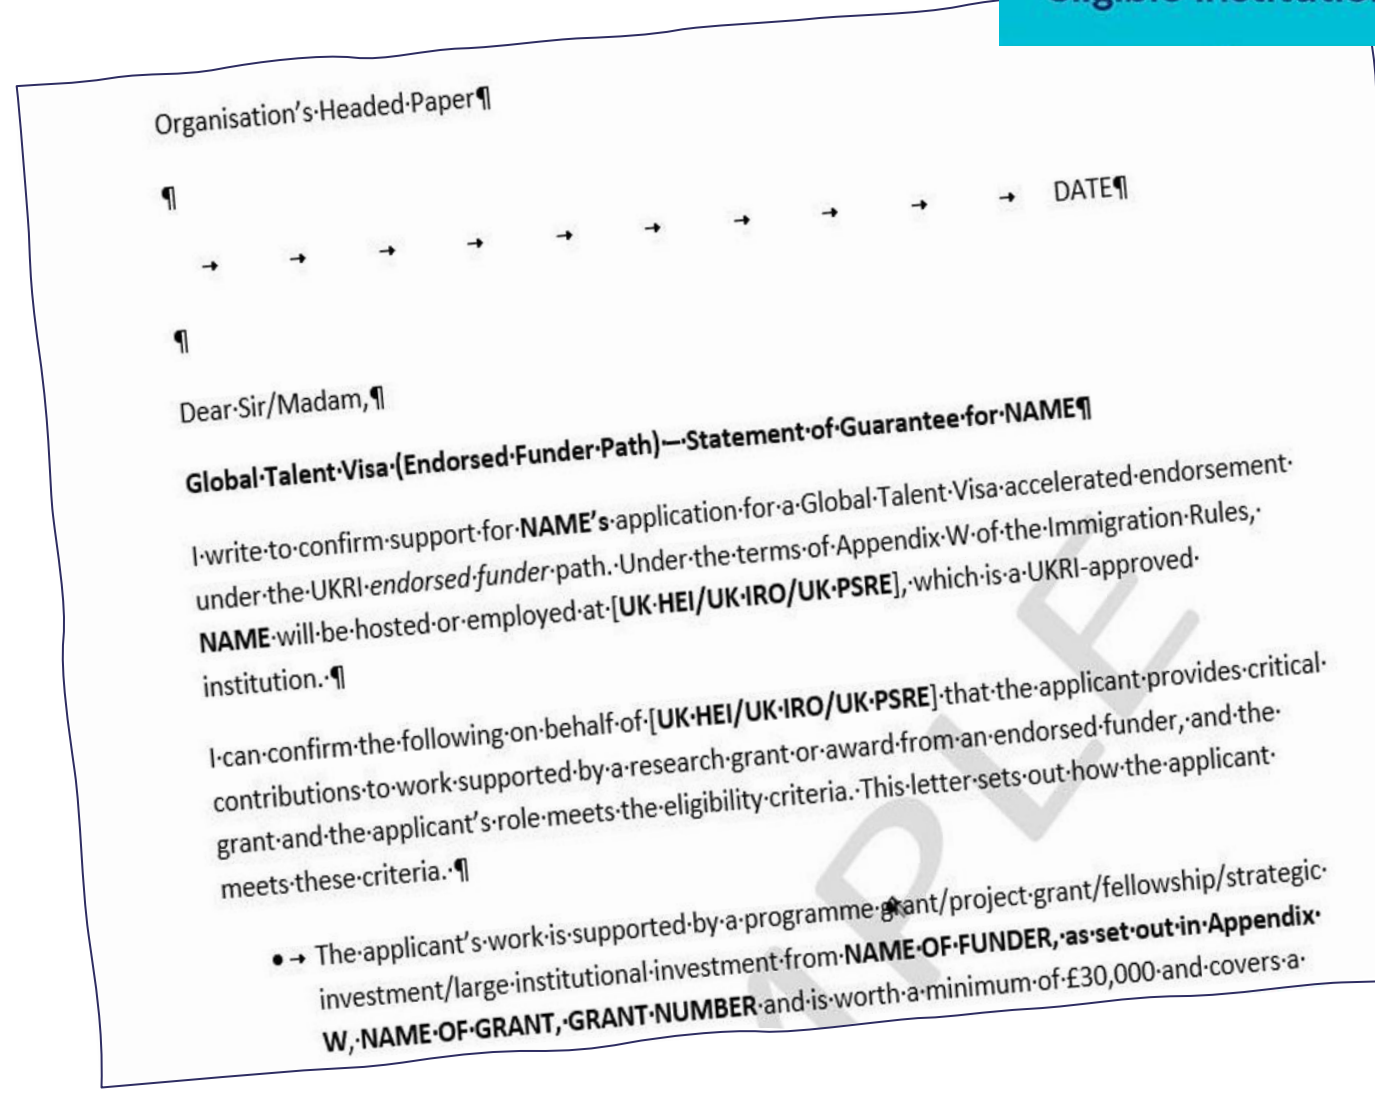 Organisation's·Headed·Paper¶
¶
→ → → → → → → → → → DATE¶
¶
Dear·Sir/Madam,¶
Global·Talent·Visa·(Endorsed·Funder·Path)·–·Statement·of·Guarantee·for·NAME¶
I·write·to·confirm·support·for·NAME's·application·for·a·Global·Talent·Visa·accelerated·endorsement·
under·the·UKRI·endorsed·funder·path.·Under·the·terms·of·Appendix·W·of·the·Immigration·Rules,·
NAME·will·be·hosted·or·employed·at·[UK·HEI/UK·IRO/UK·PSRE],·which·is·a·UKRI-approved·
institution.·¶
I·can·confirm·the·following·on·behalf·of·[UK·HEI/UK·IRO/UK·PSRE]·that·the·applicant·provides·critical·
contributions·to·work·supported·by·a·research·grant·or·award·from·an·endorsed·funder,·and·the·
grant·and·the·applicant's·role·meets·the·eligibility·criteria.·This·letter·sets·out·how·the·applicant·
meets·these·criteria.·¶
•→ The·applicant's·work·is·supported·by·a·programme·grant/project·grant/fellowship/strategic·
investment/large·institutional·investment·from·NAME·OF·FUNDER,·as·set·out·in·Appendix·
W,·NAME·OF·GRANT,·GRANT·NUMBER·and·is·worth·a·minimum·of·£30,000·and·covers·a·